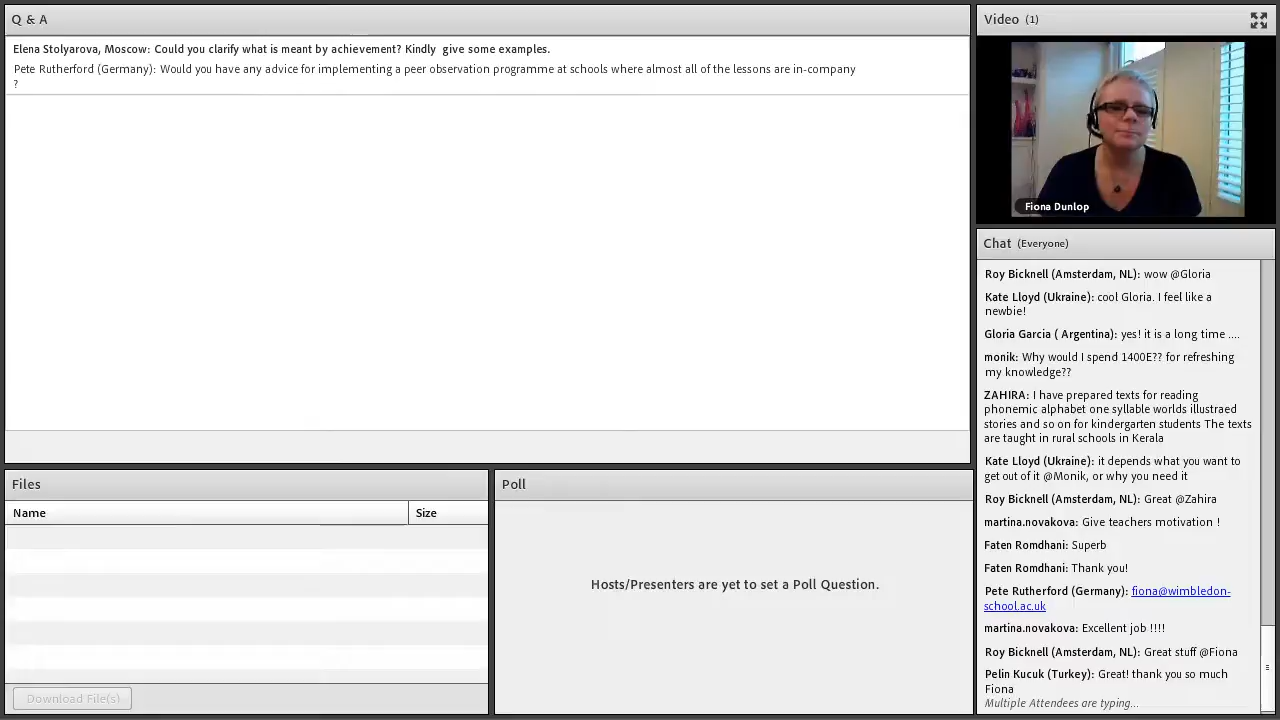 Q & A
Elena Stolyarova, Moscow: Could you clarify what is meant by achievement? Kindly  give some examples.
Pete Rutherford (Germany): Would you have any advice for implementing a peer observation programme at schools where almost all of the lessons are in-company
?
Files
Name
Size
Download File(s)
Poll
Hosts/Presenters are yet to set a Poll Question.
Video (1)
Fiona Dunlop
Chat (Everyone)
Roy Bicknell (Amsterdam, NL): wow @Gloria
Kate Lloyd (Ukraine): cool Gloria. I feel like a
newbie!
Gloria Garcia ( Argentina): yes! it is a long time ....
monik: Why would I spend 1400E?? for refreshing
my knowledge??
ZAHIRA: I have prepared texts for reading
phonemic alphabet one syllable worlds illustraed
stories and so on for kindergarten students The texts
are taught in rural schools in Kerala
Kate Lloyd (Ukraine): it depends what you want to
get out of it @Monik, or why you need it
Roy Bicknell (Amsterdam, NL): Great @Zahira
martina.novakova: Give teachers motivation !
Faten Romdhani: Superb
Faten Romdhani: Thank you!
Pete Rutherford (Germany): fiona@wimbledon-
school.ac.uk
martina.novakova: Excellent job !!!!
Roy Bicknell (Amsterdam, NL): Great stuff @Fiona
Pelin Kucuk (Turkey): Great! thank you so much
Fiona
Multiple Attendees are typing...